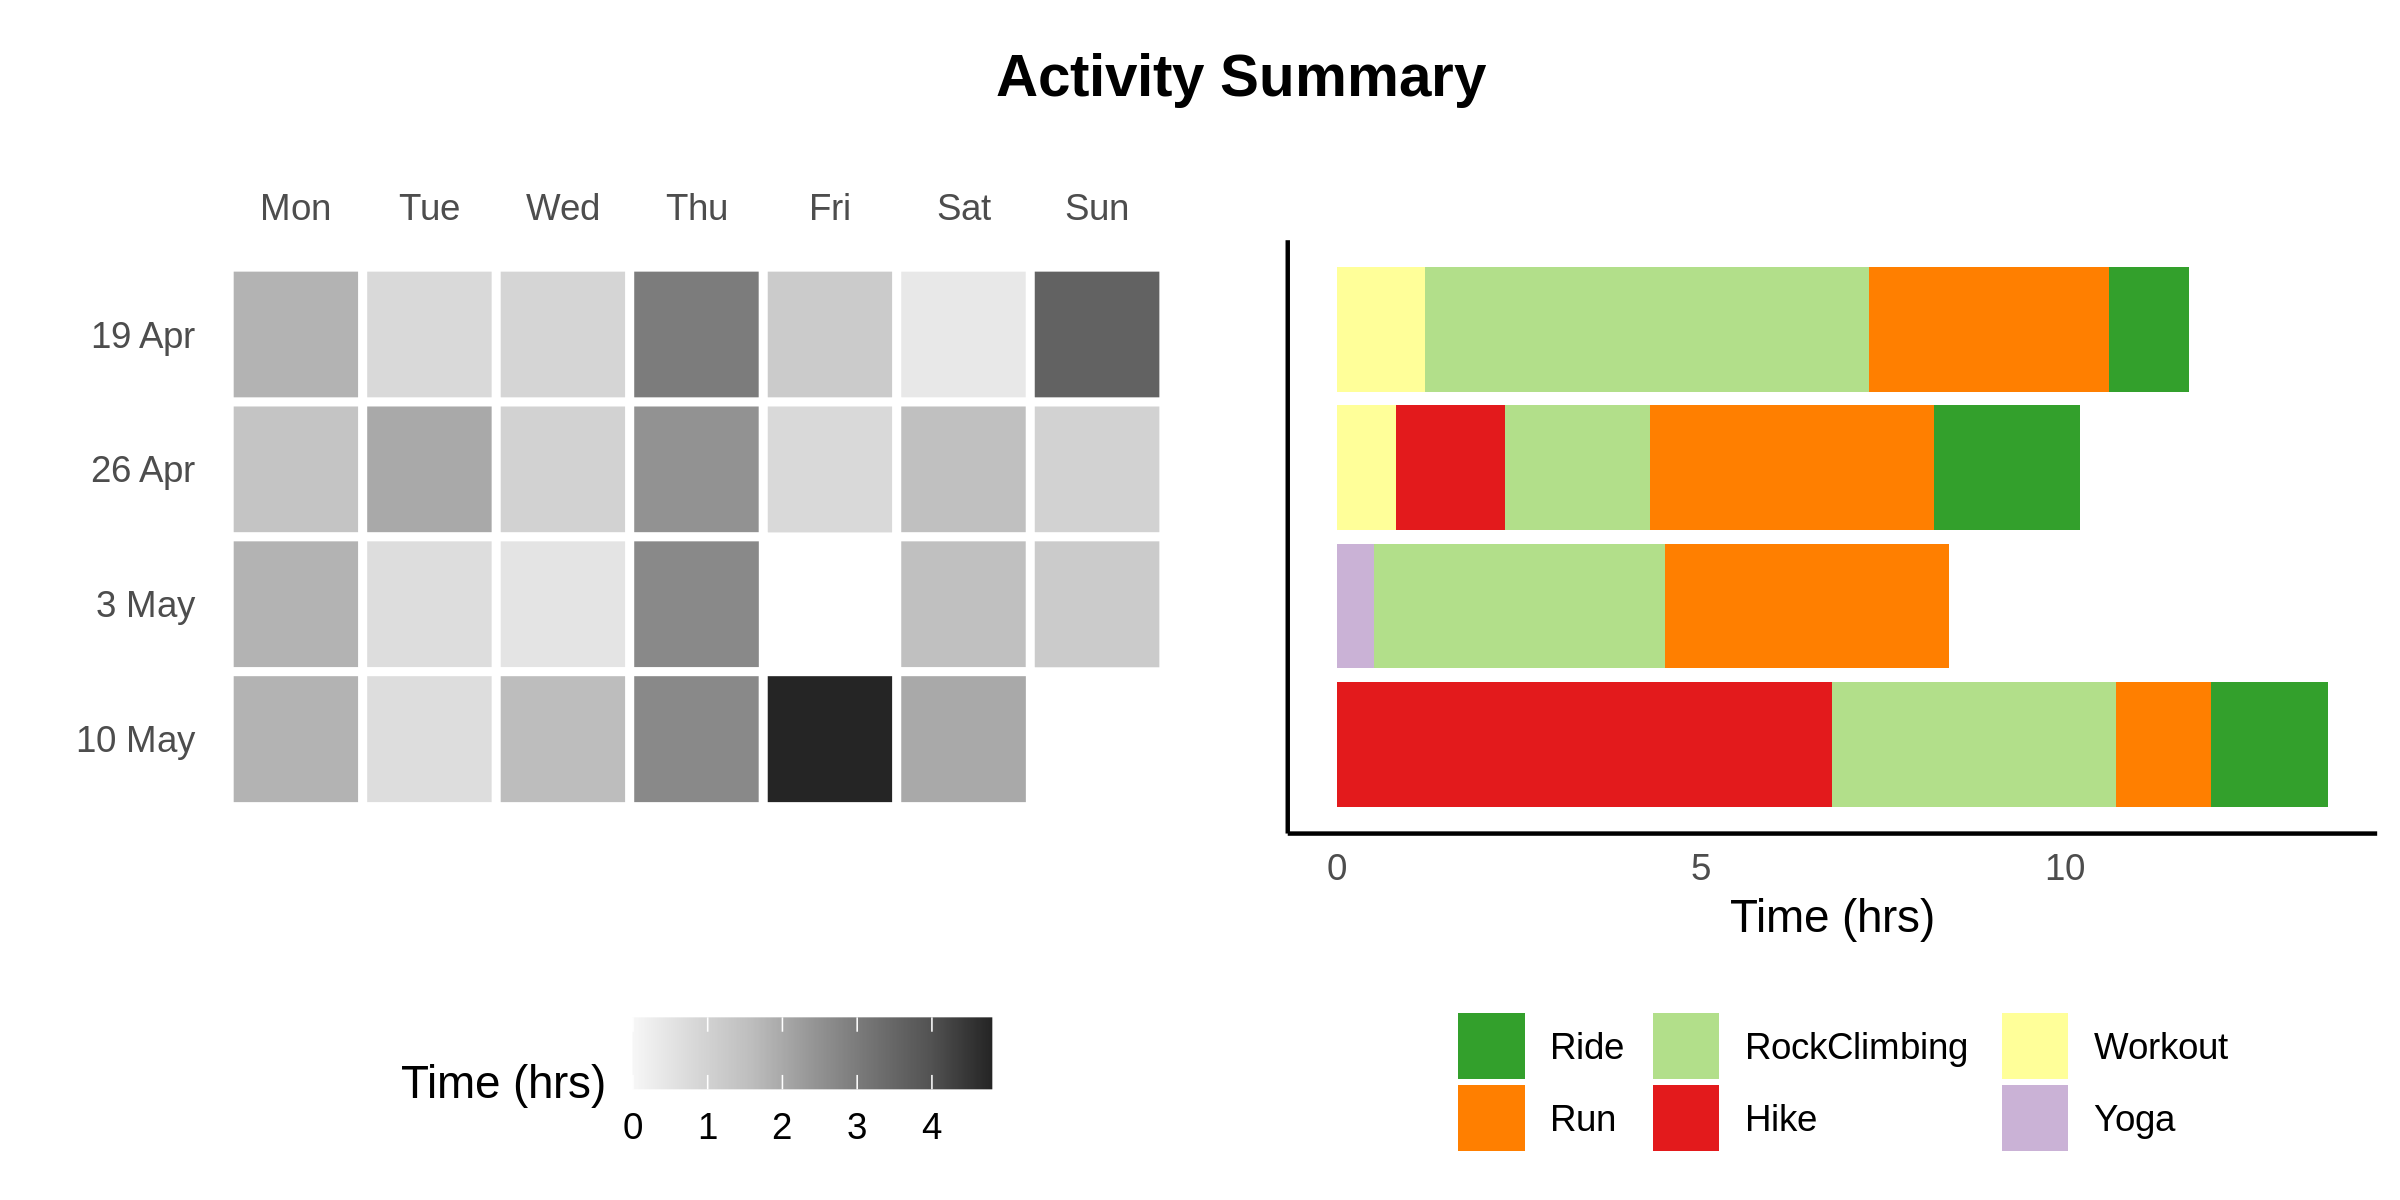 Activity Summary
Mon Tue Wed Thu Fri Sat Sun
19 Apr
26 Apr
3 May
10 May
0 5 10
Time (hrs)
Time (hrs)
0 1 2 3 4
Ride RockClimbing Workout
Run Hike Yoga